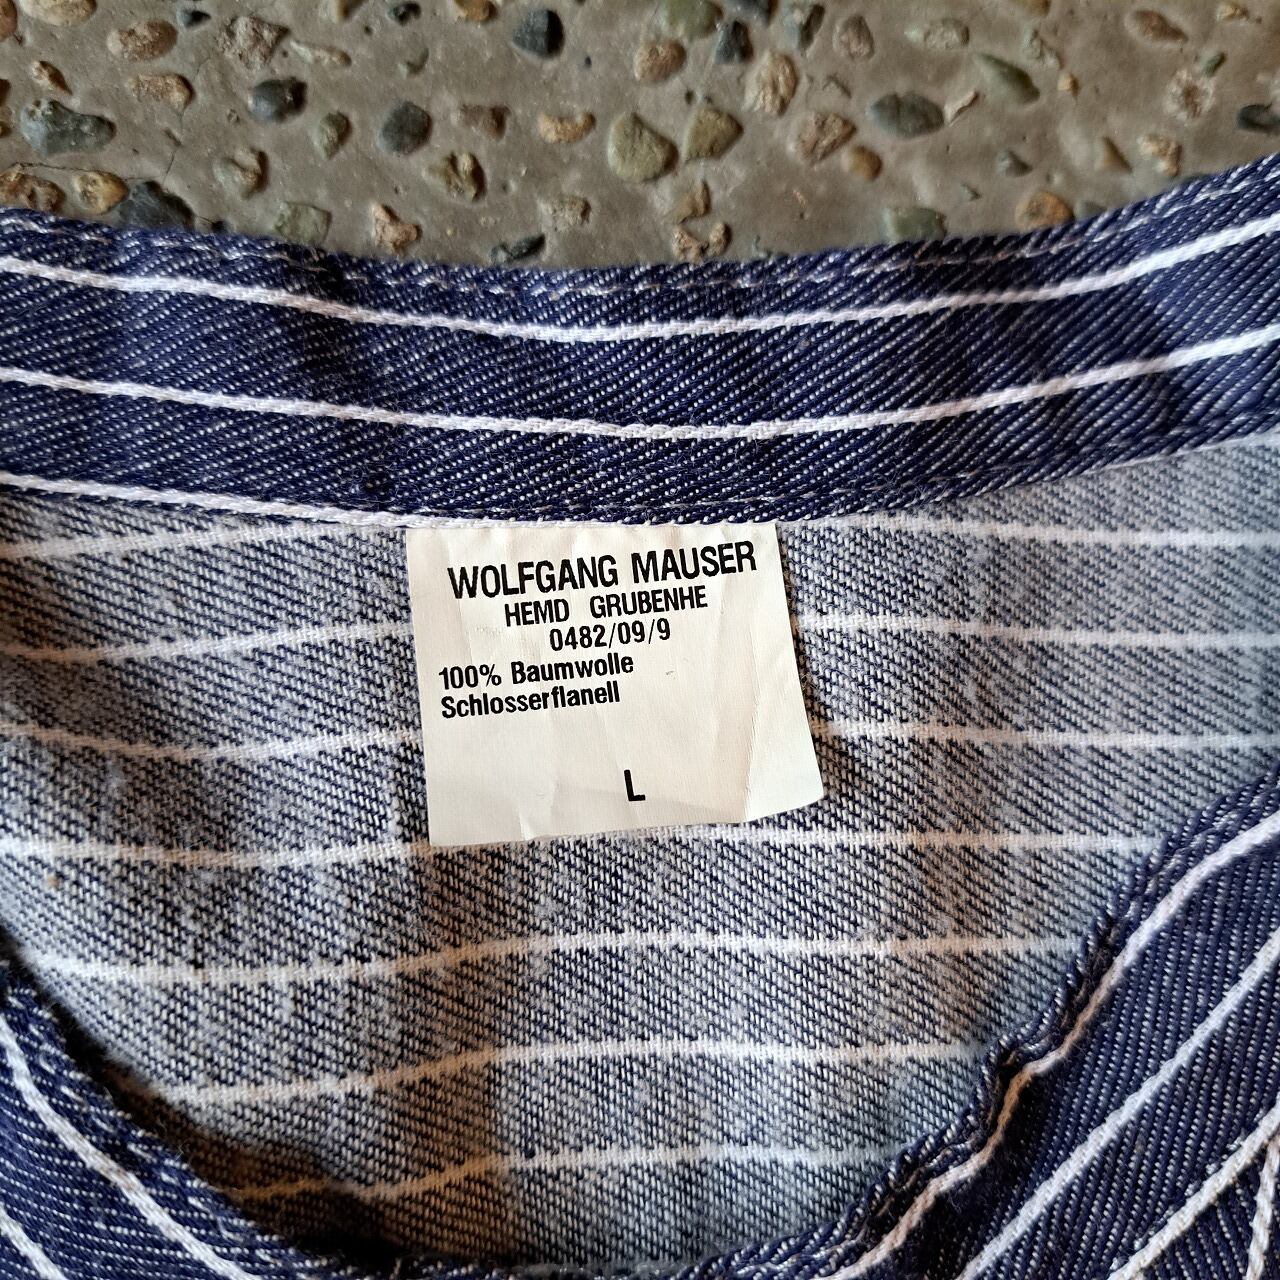 WOLFGANG MAUSER
HEMD GRUBENHE
0482/09/9
100% Baumwolle
Schlosserflanell
L